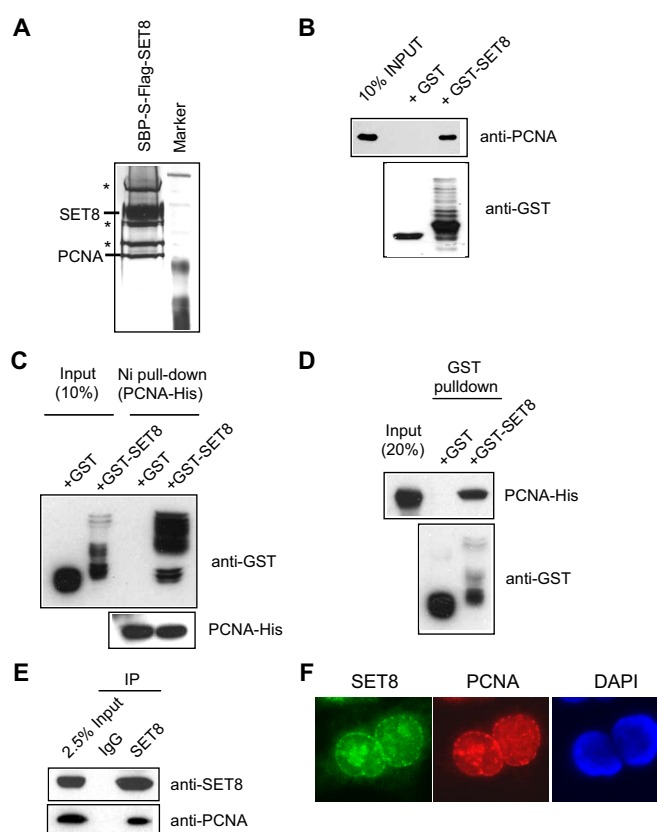 A
SBP-S-Flag-SET8
Marker
*
SET8
*
*
PCNA
B
10% INPUT
+ GST
+ GST-SET8
anti-PCNA
anti-GST
C
Input
(10%)
Ni pull-down
(PCNA-His)
+GST
+GST-SET8
+GST
+GST-SET8
anti-GST
PCNA-His
D
GST
pulldown
Input
(20%)
+GST
+GST-SET8
PCNA-His
anti-GST
E
IP
2.5% Input
IgG
SET8
anti-SET8
anti-PCNA
F
SET8
PCNA
DAPI